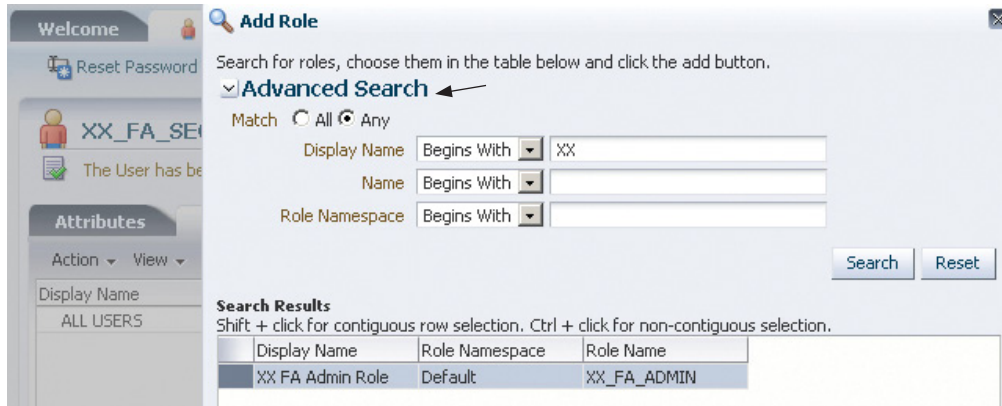 Welcome
Reset Password
XX_FA_SE
The User has be
Attributes
Action View
Display Name
ALL USERS
Add Role
Search for roles, choose them in the table below and click the add button.
Advanced Search
Match All Any
Display Name Begins With XX
Name Begins With
Role Namespace Begins With
Search Reset
Search Results
Shift + click for contiguous row selection. Ctrl + click for non-contiguous selection.
Display Name Role Namespace Role Name
XX FA Admin Role Default XX_FA_ADMIN